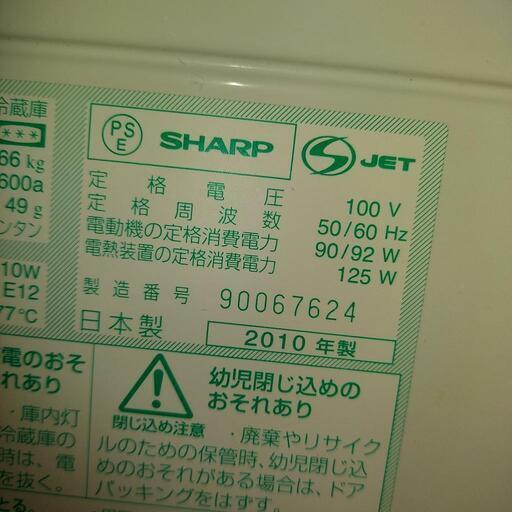 冷蔵庫
***
66 kg
600a
49 g
ンタン
10W
E12
77℃
PS
E
SHARP
S JET
定格電圧 100 V
定格周波数 50/60 Hz
電動機の定格消費電力 90/92 W
電熱装置の定格消費電力 125 W
製造番号 90067624
日本製 2010 年製
電のおそ
れあり
・庫内灯
冷蔵庫の
時は、電
を抜く。
とる。
幼児閉じ込めの
おそれあり
閉じ込め注意
・廃棄やリサイク
ルのための保管時、幼児閉じ込
めのおそれがある場合は、ドア
パッキングをはずす。